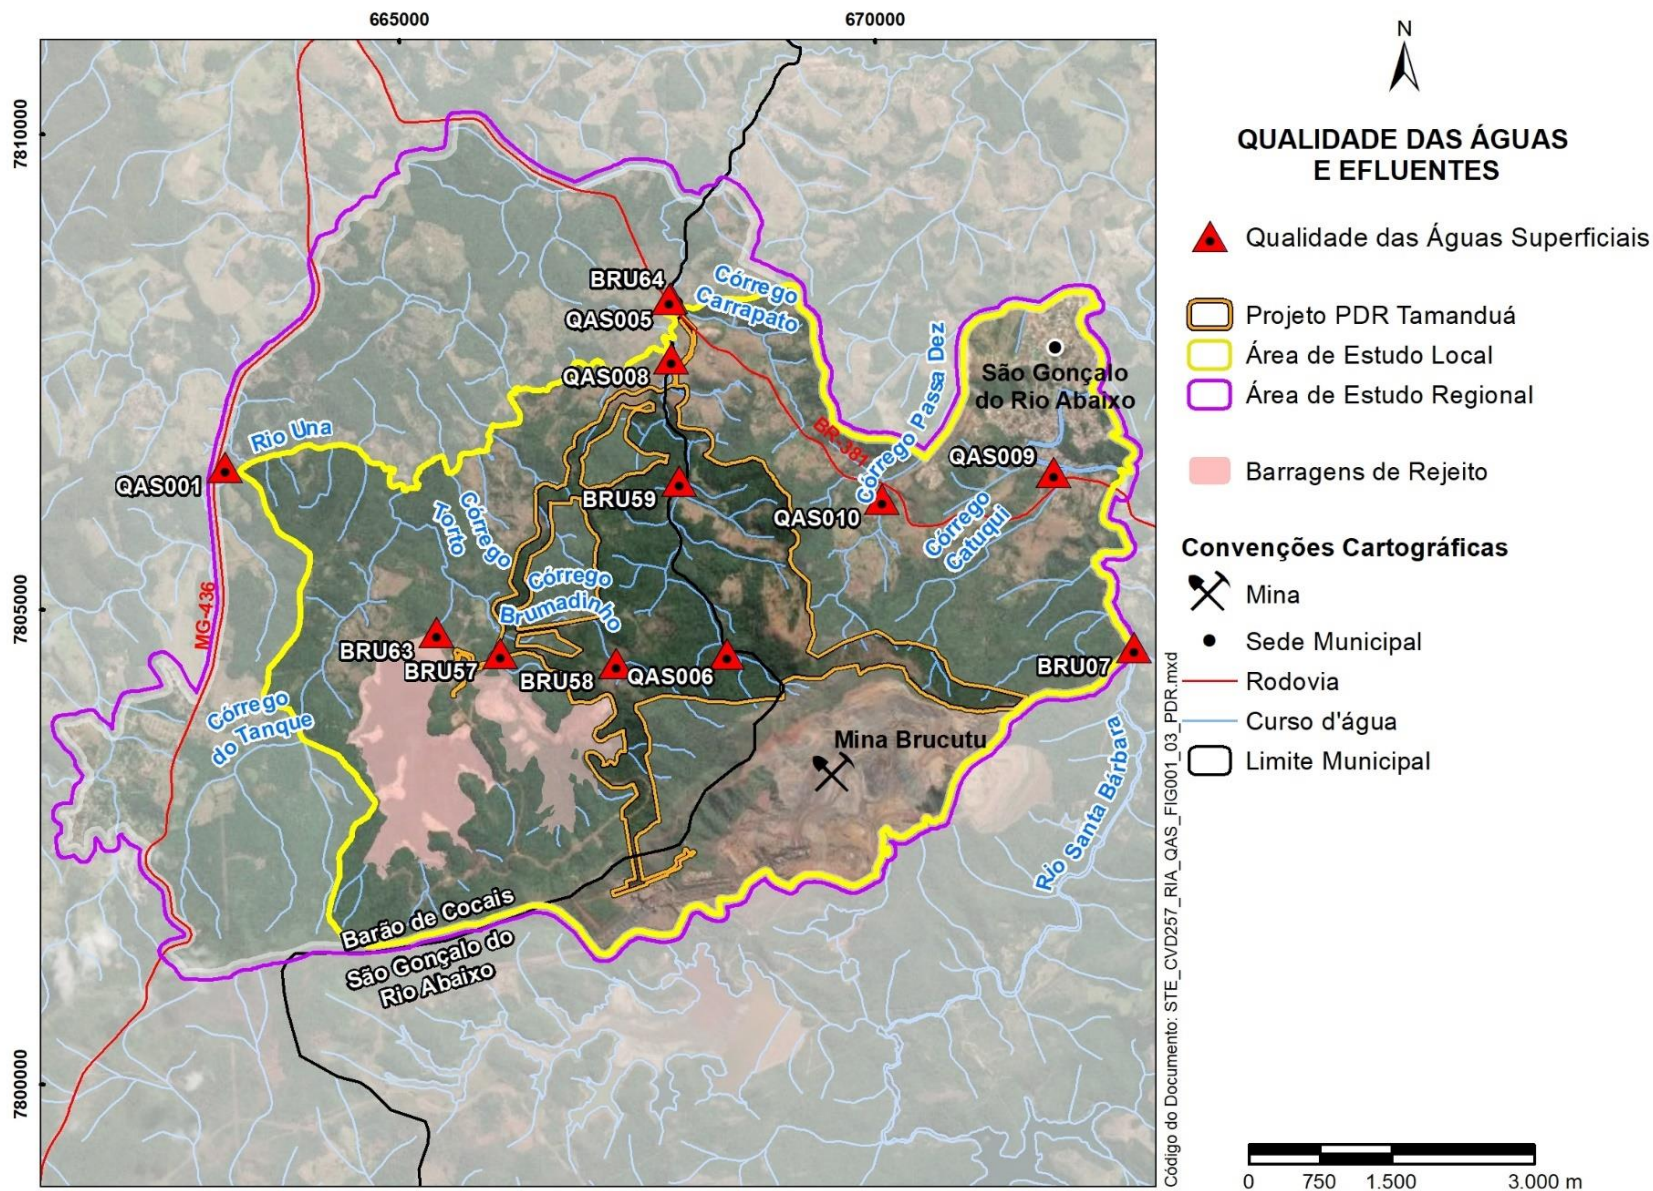 665000
670000
7810000
7805000
7800000
BRU64
QAS005
QAS008
Córrego
Carrapato
Córrego Passa Dez
São Gonçalo
do Rio Abaixo
BR-381
Rio Una
QAS001
BRU59
QAS010
QAS009
Córrego
Catuqui
Córrego
Torto
Córrego
Brumadinho
MG-436
BRU63
BRU57
BRU58
QAS006
BRU07
Córrego
do Tanque
Mina Brucutu
Rio Santa Bárbara
Barão de Cocais
São Gonçalo do
Rio Abaixo
Código do Documento: STE_CVD257_RIA_QAS_FIG001_03_PDR.mxd
N
QUALIDADE DAS ÁGUAS
E EFLUENTES
Qualidade das Águas Superficiais
Projeto PDR Tamanduá
Área de Estudo Local
Área de Estudo Regional
Barragens de Rejeito
Convenções Cartográficas
Mina
Sede Municipal
Rodovia
Curso d'água
Limite Municipal
0 750 1.500 3.000 m